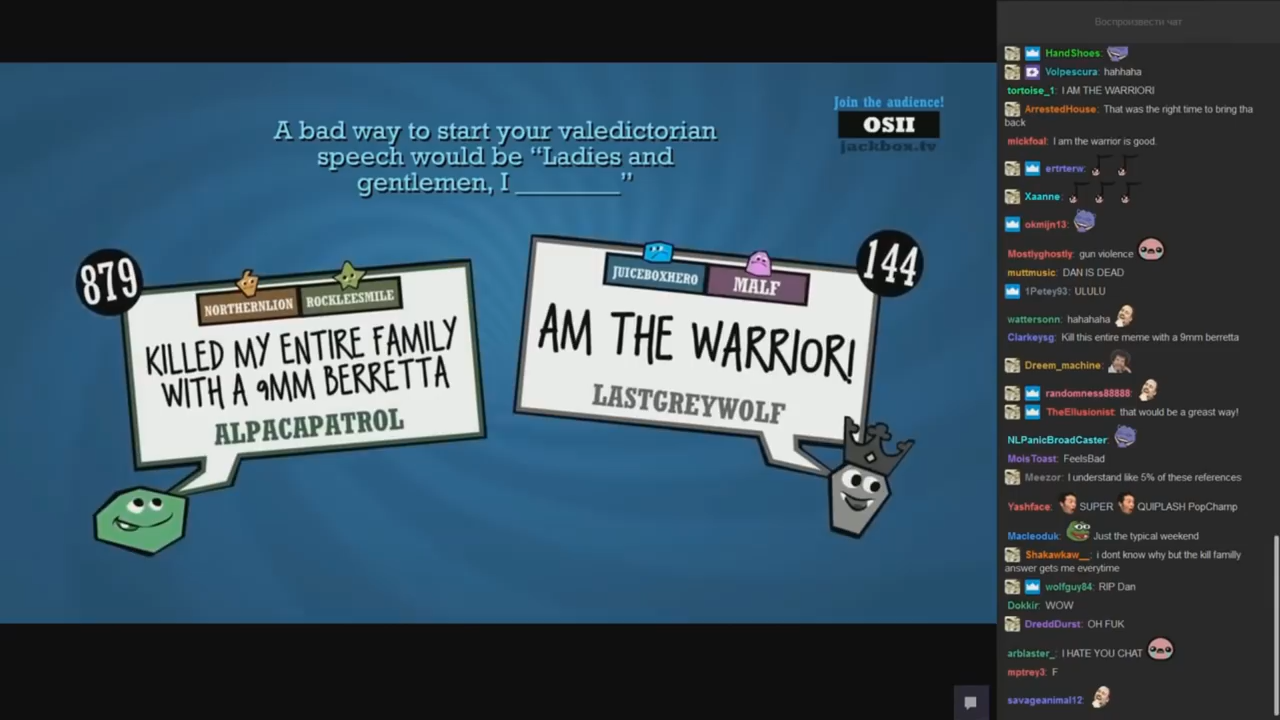 Воспроизвести чат
Join the audience!
OSII
jackbox.tv
A bad way to start your valedictorian
speech would be “Ladies and
gentlemen, I ________”
879
NORTHERNLION
ROCKLEESMILE
KILLED MY ENTIRE FAMILY
WITH A 9MM BERRETTA
ALPACAPATROL
144
JUICEBOXHERO
MALF
AM THE WARRIOR!
LASTGREYWOLF
HandShoes:
Volpescura: hahhaha
tortoise_1: I AM THE WARRIORI
ArrestedHouse: That was the right time to bring tha
back
mickfoal: I am the warrior is good.
ertrterw:
Xaanne:
okmijn13:
Mostlyghostly: gun violence
muttmusic: DAN IS DEAD
1Petey93: ULULU
wattersonn: hahahaha
Clarkeysg: Kill this entire meme with a 9mm berretta
Dreem_machine:
randomness88888:
TheEllusionist: that would be a greast way!
NLPanicBroadCaster:
MoisToast: FeelsBad
Meezor: I understand like 5% of these references
Yashface: SUPER QUIPLASH PopChamp
Macleoduk: Just the typical weekend
Shakawkaw__: i dont know why but the kill familly
answer gets me everytime
wolfguy84: RIP Dan
Dokkir: WOW
DreddDurst: OH FUK
arblaster_: I HATE YOU CHAT
mptrey3: F
savageanimal12: